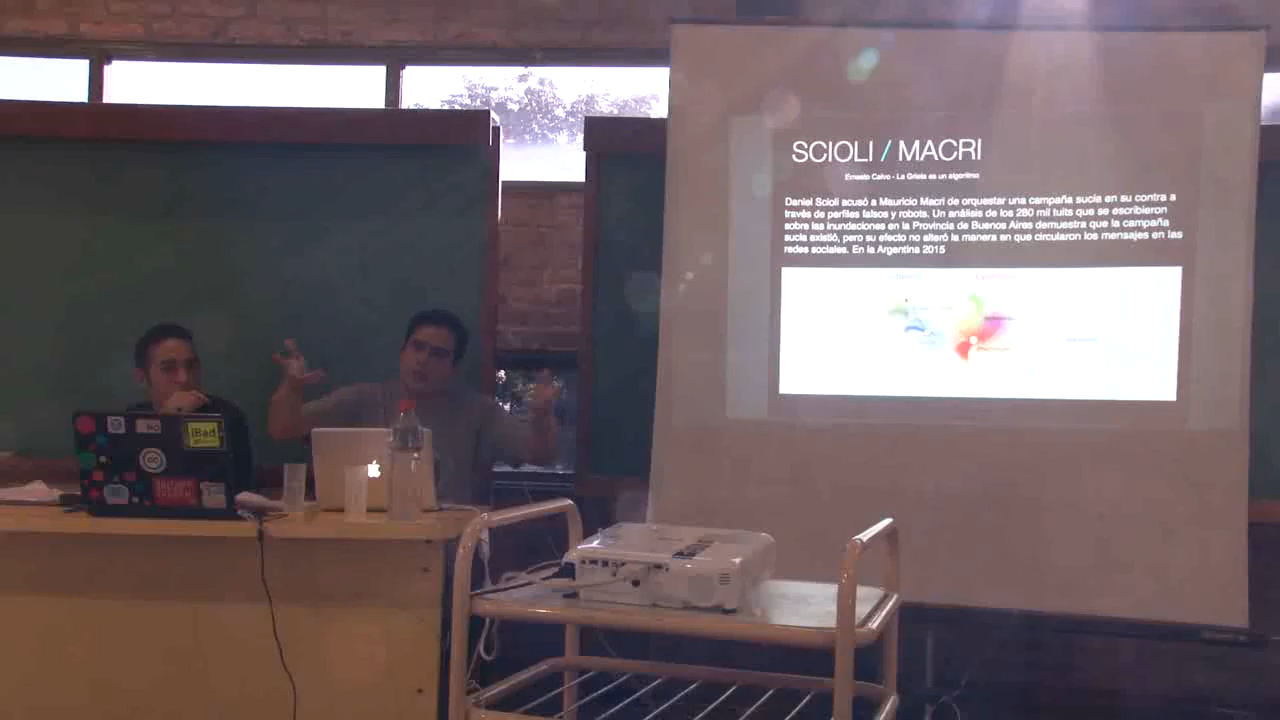 SCIOLI / MACRI
Ernesto Calvo - La Grieta es un algoritmo
Daniel Scioli acusó a Mauricio Macri de orquestar una campaña sucia en su contra a
través de perfiles falsos y robots. Un análisis de los 280 mil tuits que se escribieron
sobre las inundaciones en la Provincia de Buenos Aires demuestra que la campaña
sucia existió, pero su efecto no alteró la manera en que circularon los mensajes en las
redes sociales. En la Argentina 2015
iBad
cc